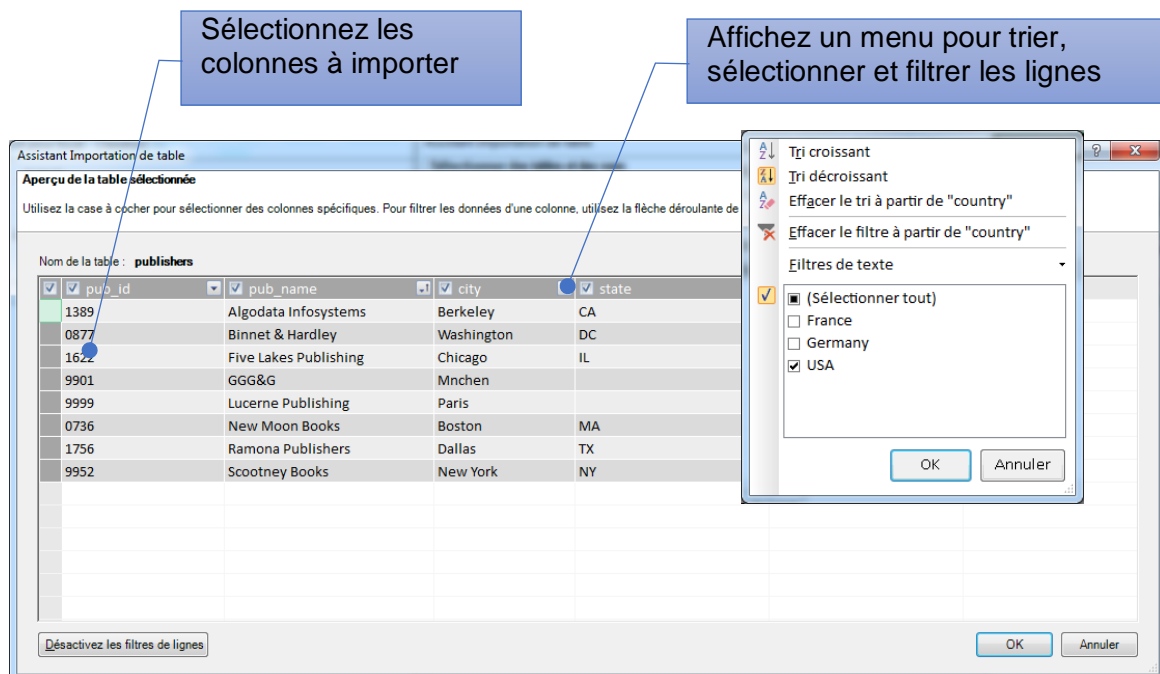 Sélectionnez les
colonnes à importer
Affichez un menu pour trier,
sélectionner et filtrer les lignes
Assistant Importation de table
Aperçu de la table sélectionnée
Utilisez la case à cocher pour sélectionner des colonnes spécifiques. Pour filtrer les données d'une colonne, utilisez la flèche déroulante de
Nom de la table : publishers
pub_id pub_name city state
1389 Algodata Infosystems Berkeley CA
0877 Binnet & Hardley Washington DC
1622 Five Lakes Publishing Chicago IL
9901 GGG&G Mnchen
9999 Lucerne Publishing Paris
0736 New Moon Books Boston MA
1756 Ramona Publishers Dallas TX
9952 Scootney Books New York NY
Tri croissant
Tri décroissant
Effacer le tri à partir de "country"
Effacer le filtre à partir de "country"
Filtres de texte
(Sélectionner tout)
France
Germany
USA
OK Annuler
Désactivez les filtres de lignes
OK Annuler